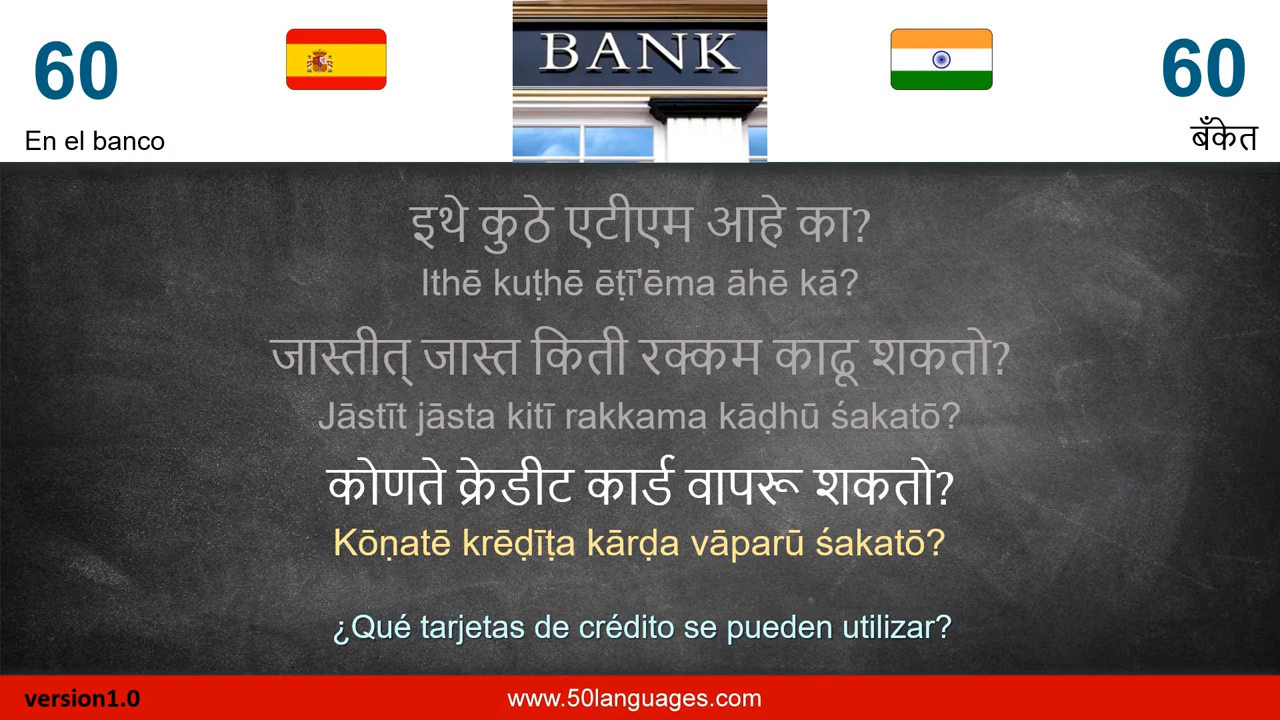 60
En el banco
BANK
60
बँकेत
इथे कुठे एटीएम आहे का?
Ithē kuṭhē ēṭī'ēma āhē kā?
जास्तीत् जास्त किती रक्कम काढू शकतो?
Jāstīt jāsta kitī rakkama kāḍhū śakatō?
कोणते क्रेडीट कार्ड वापरू शकतो?
Kōṇatē krēḍīṭa kārḍa vāparū śakatō?
¿Qué tarjetas de crédito se pueden utilizar?
version1.0
www.50languages.com